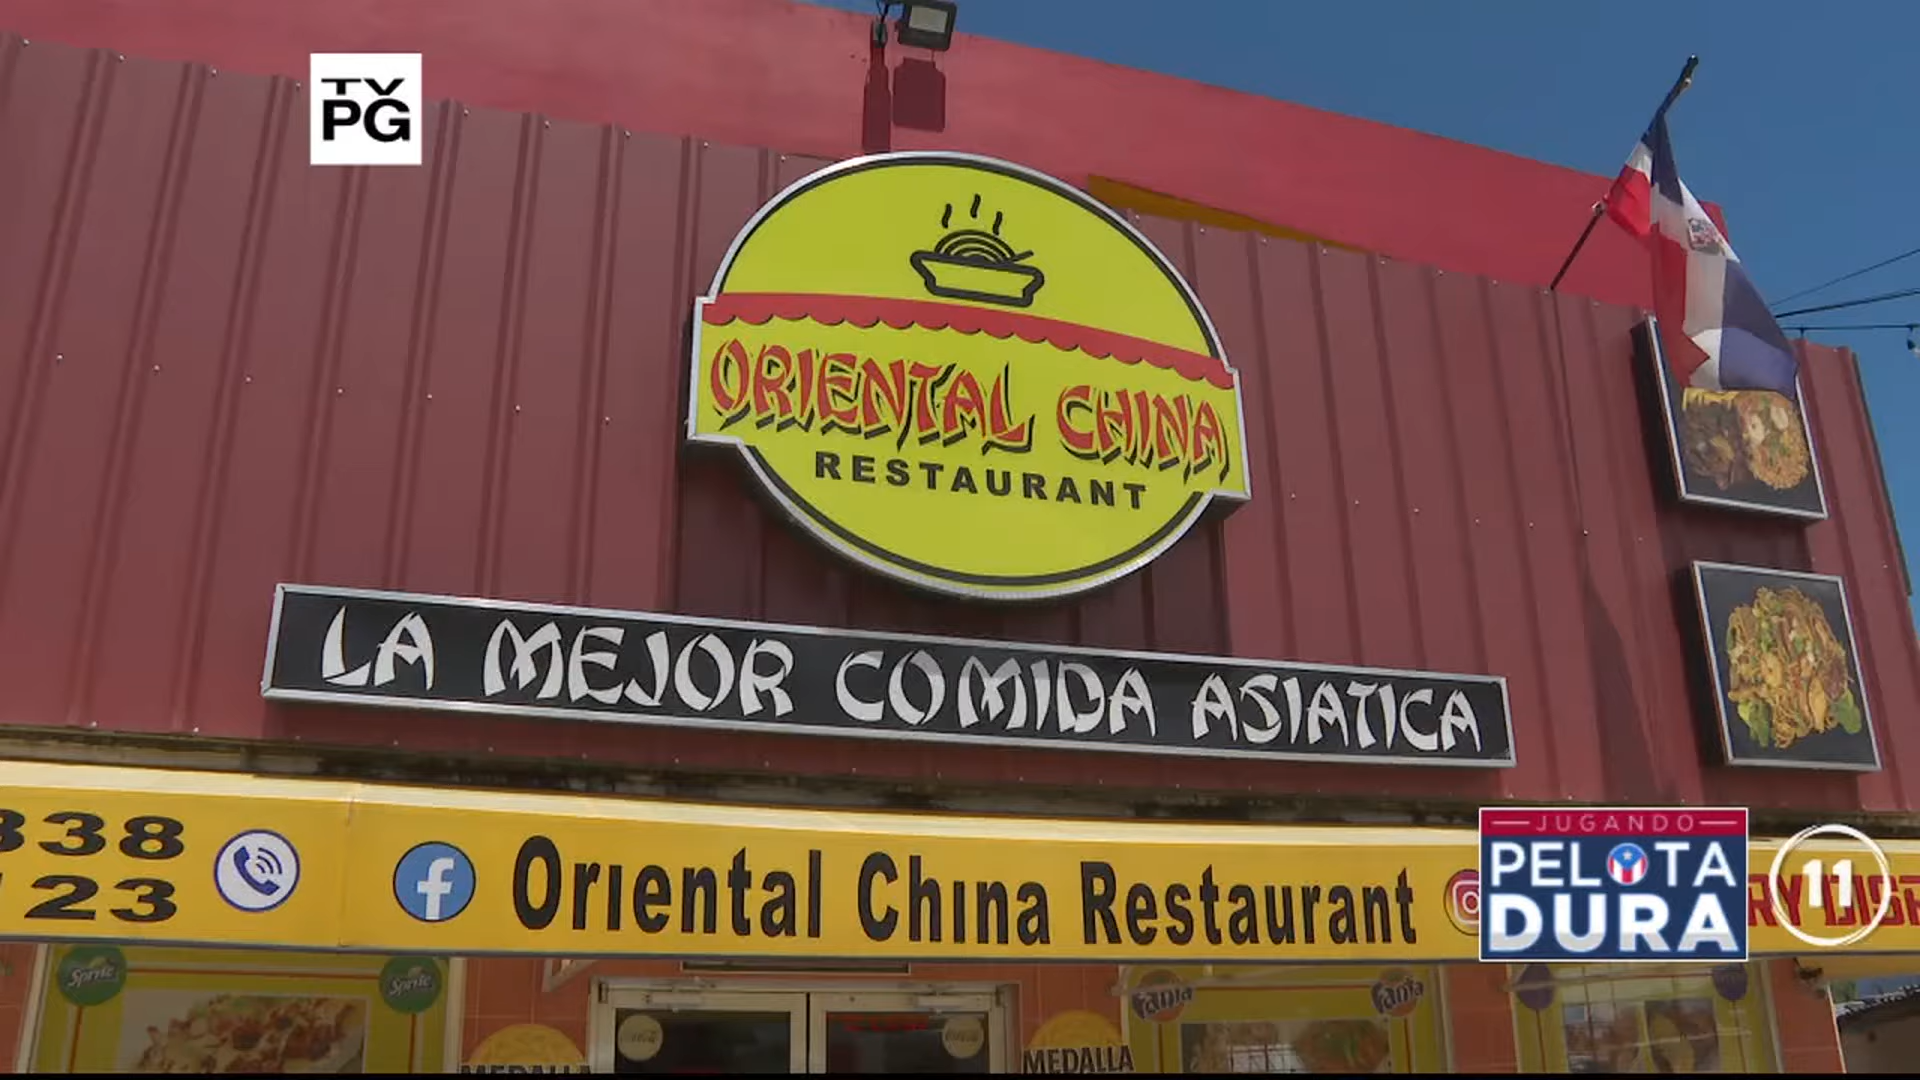 TV
PG
ORIENTAL CHINA
RESTAURANT
LA MEJOR COMIDA ASIATICA
338
23
Oriental China Restaurant
JUGANDO
PELOTA
DURA
11
Sprite
Sprite
Fanta
Fanta
MEDALLA
MEDALLA